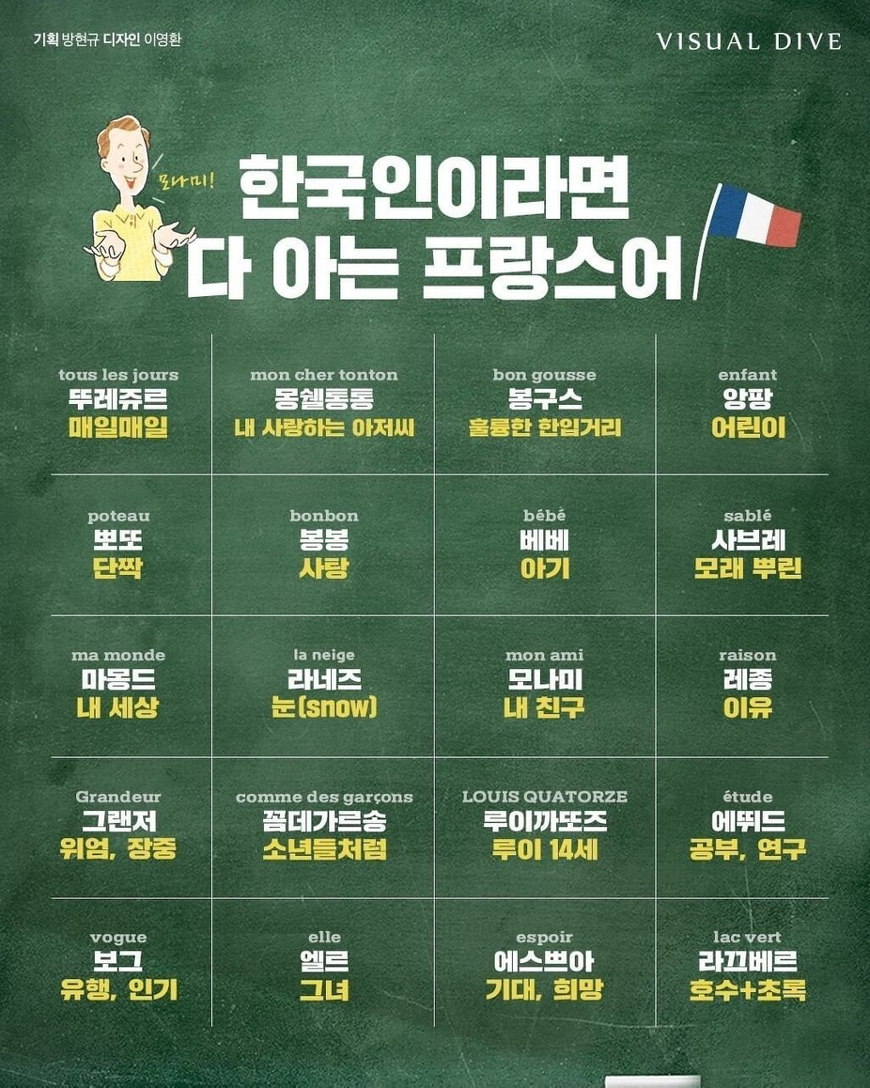 기획 방현규 디자인 이영환
VISUAL DIVE
모나미!
한국인이라면
다 아는 프랑스어
tous les jours
뚜레쥬르
매일매일
mon cher tonton
몽쉘통통
내 사랑하는 아저씨
bon gousse
봉구스
훌륭한 한입거리
enfant
앙팡
어린이
poteau
뽀또
단짝
bonbon
봉봉
사탕
bébé
베베
아기
sablé
사브레
모래 뿌린
ma monde
마몽드
내 세상
la neige
라네즈
눈(snow)
mon ami
모나미
내 친구
raison
레종
이유
Grandeur
그랜저
위엄, 장중
comme des garçons
꼼데가르송
소년들처럼
LOUIS QUATORZE
루이까또즈
루이 14세
étude
에뛰드
공부, 연구
vogue
보그
유행, 인기
elle
엘르
그녀
espoir
에스쁘아
기대, 희망
lac vert
라끄베르
호수+초록